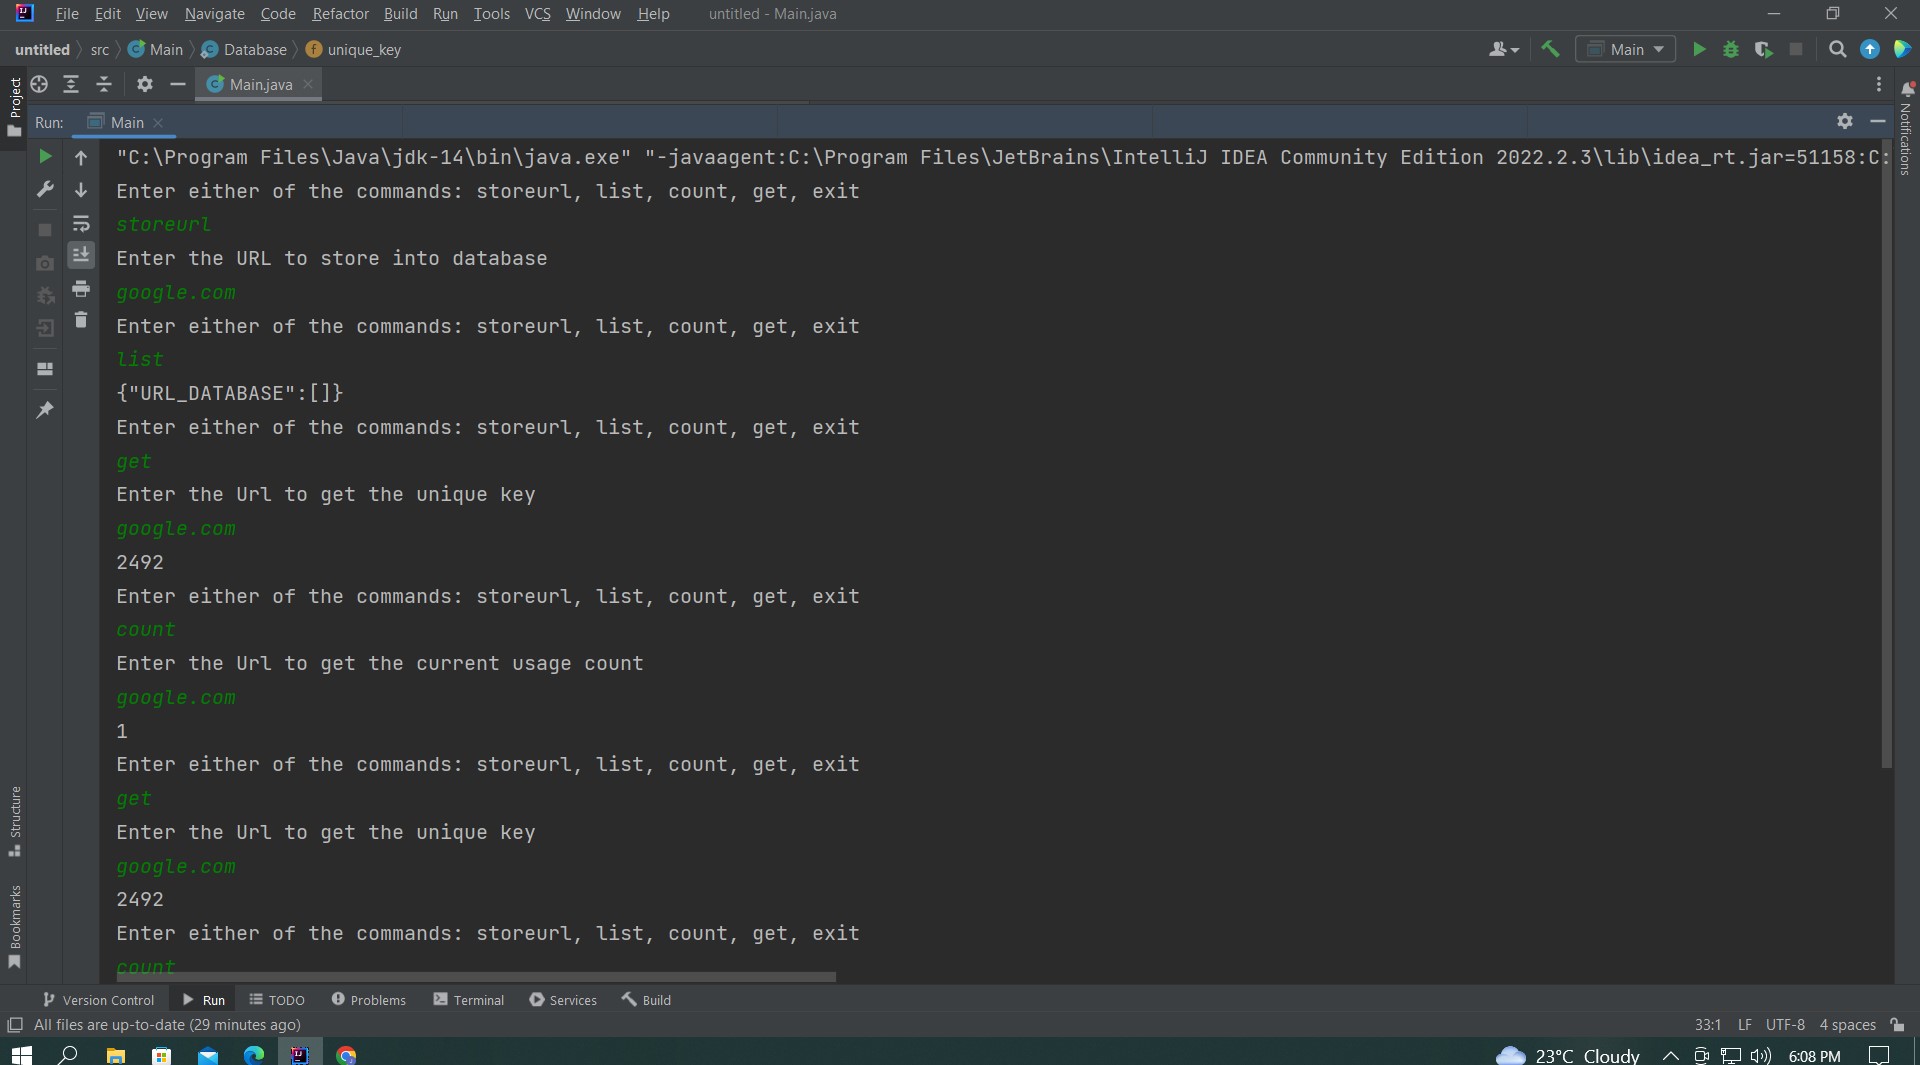 File Edit View Navigate Code Refactor Build Run Tools VCS Window Help untitled - Main.java
untitled src Main Database unique_key Main
Project
Main.java
Notifications
Run: Main
"C:\Program Files\Java\jdk-14\bin\java.exe" "-javaagent:C:\Program Files\JetBrains\IntelliJ IDEA Community Edition 2022.2.3\lib\idea_rt.jar=51158:C:
Enter either of the commands: storeurl, list, count, get, exit
storeurl
Enter the URL to store into database
google.com
Enter either of the commands: storeurl, list, count, get, exit
list
{"URL_DATABASE":[]}
Enter either of the commands: storeurl, list, count, get, exit
get
Enter the Url to get the unique key
google.com
2492
Enter either of the commands: storeurl, list, count, get, exit
count
Enter the Url to get the current usage count
google.com
1
Enter either of the commands: storeurl, list, count, get, exit
get
Enter the Url to get the unique key
google.com
2492
Enter either of the commands: storeurl, list, count, get, exit
count
Structure
Bookmarks
Version Control Run TODO Problems Terminal Services Build
All files are up-to-date (29 minutes ago) 33:1 LF UTF-8 4 spaces
23°C Cloudy 6:08 PM